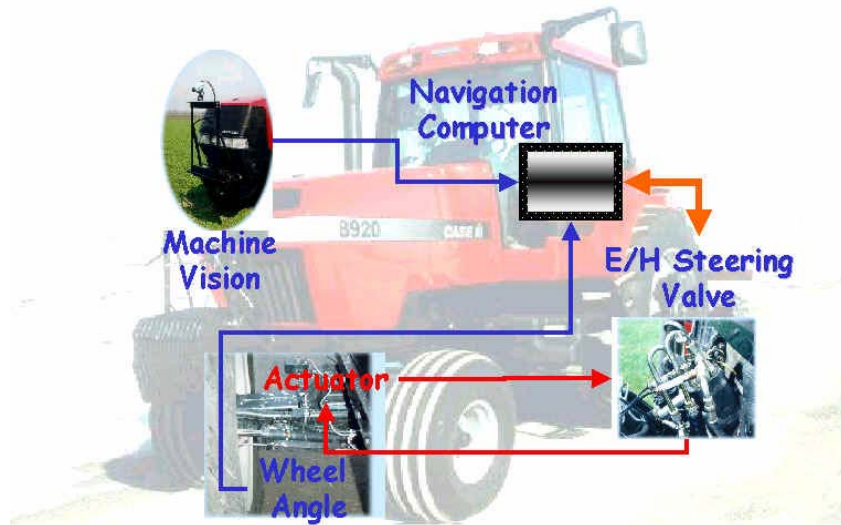 Navigation
Computer
Machine
Vision
8920
CASE
E/H Steering
Valve
Actuator
Wheel
Angle